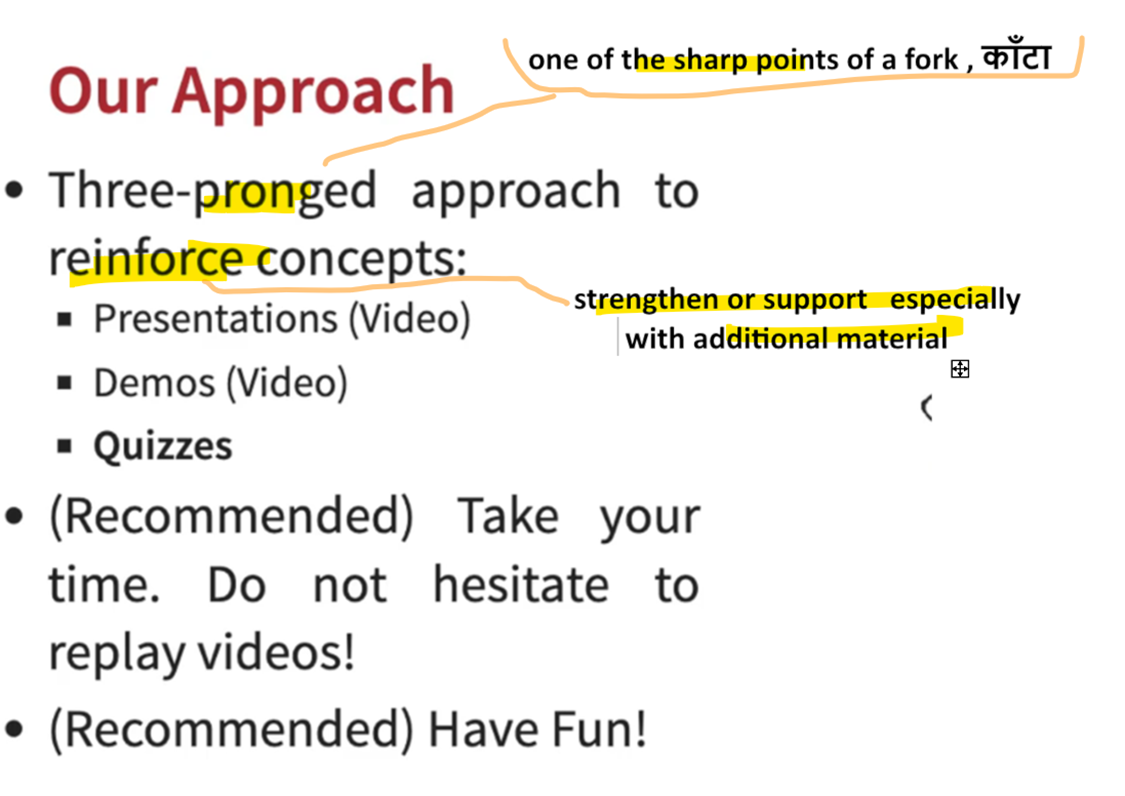 one of the sharp points of a fork , काँटा
Our Approach
• Three-pronged approach to
reinforce concepts:
strengthen or support especially
with additional material
▪ Presentations (Video)
▪ Demos (Video)
▪ Quizzes
• (Recommended) Take your
time. Do not hesitate to
replay videos!
• (Recommended) Have Fun!